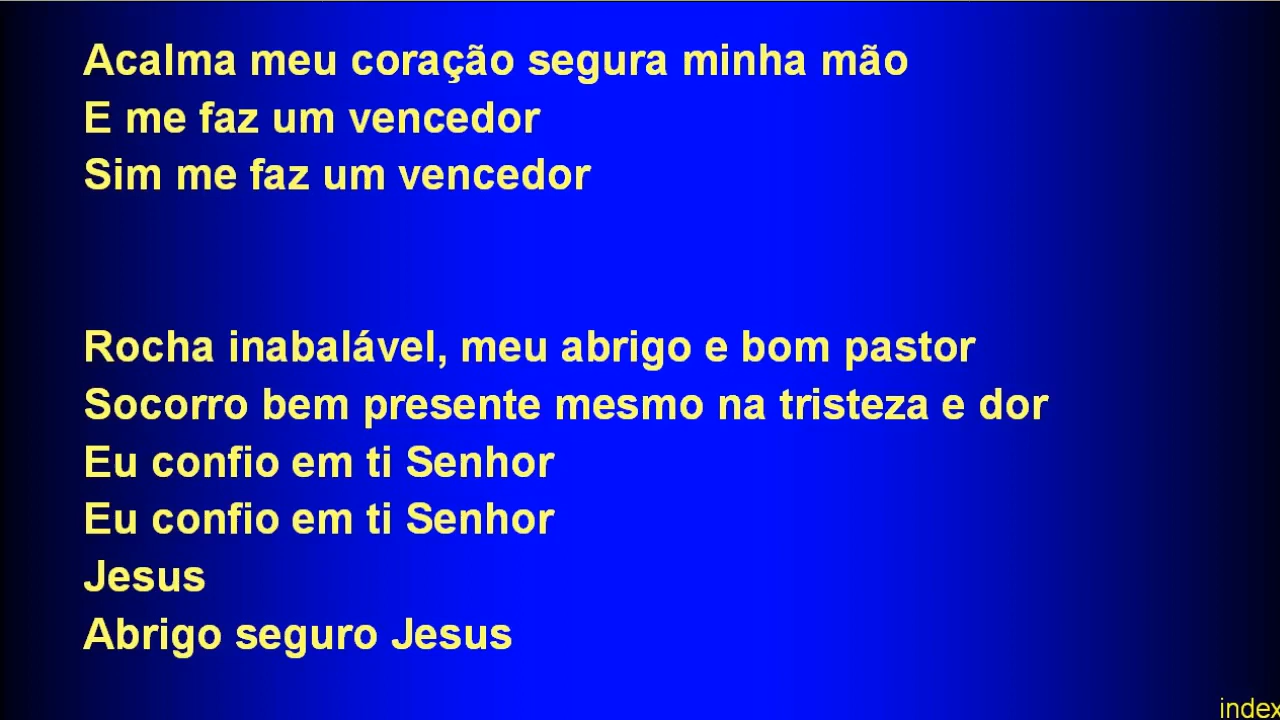 Acalma meu coração segura minha mão
E me faz um vencedor
Sim me faz um vencedor
Rocha inabalável, meu abrigo e bom pastor
Socorro bem presente mesmo na tristeza e dor
Eu confio em ti Senhor
Eu confio em ti Senhor
Jesus
Abrigo seguro Jesus
index